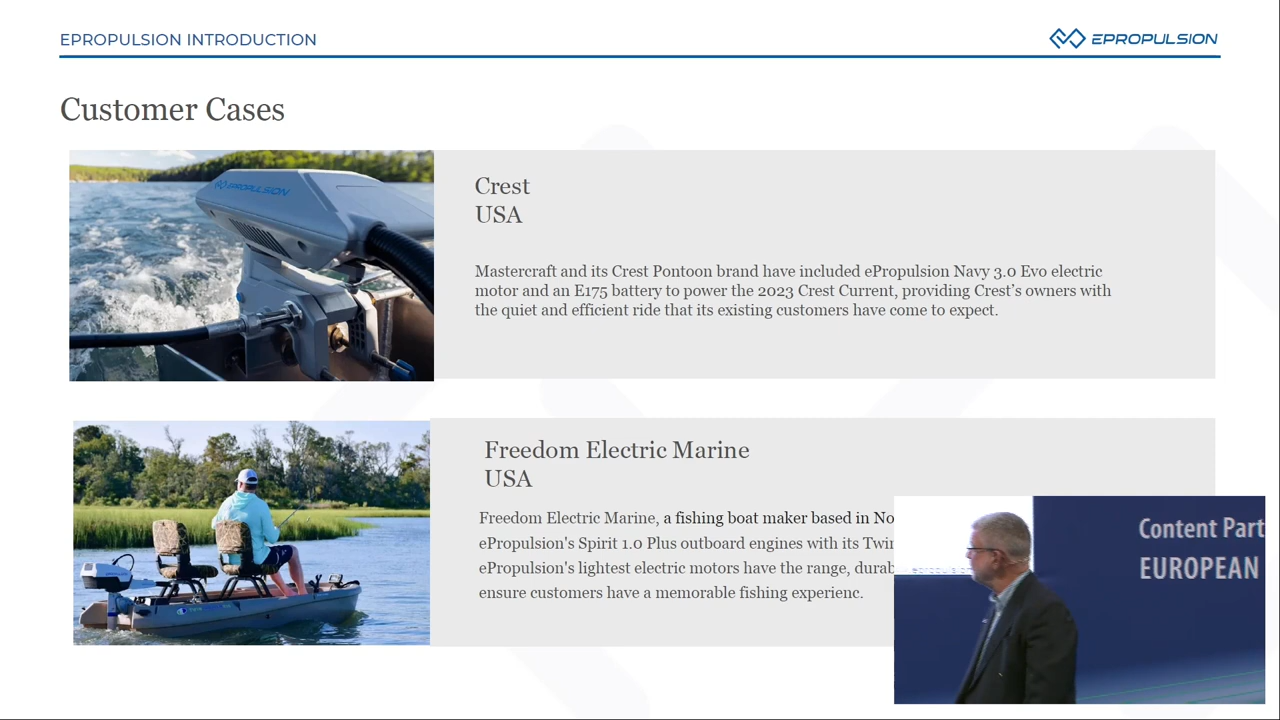 EPROPULSION INTRODUCTION
EPROPULSION
Customer Cases
EPROPULSION
Crest
USA
Mastercraft and its Crest Pontoon brand have included ePropulsion Navy 3.0 Evo electric
motor and an E175 battery to power the 2023 Crest Current, providing Crest's owners with
the quiet and efficient ride that its existing customers have come to expect.
Freedom Electric Marine
USA
Freedom Electric Marine, a fishing boat maker based in No
ePropulsion's Spirit 1.0 Plus outboard engines with its Twin
ePropulsion's lightest electric motors have the range, durab
ensure customers have a memorable fishing experienc.
Content Part
EUROPEAN